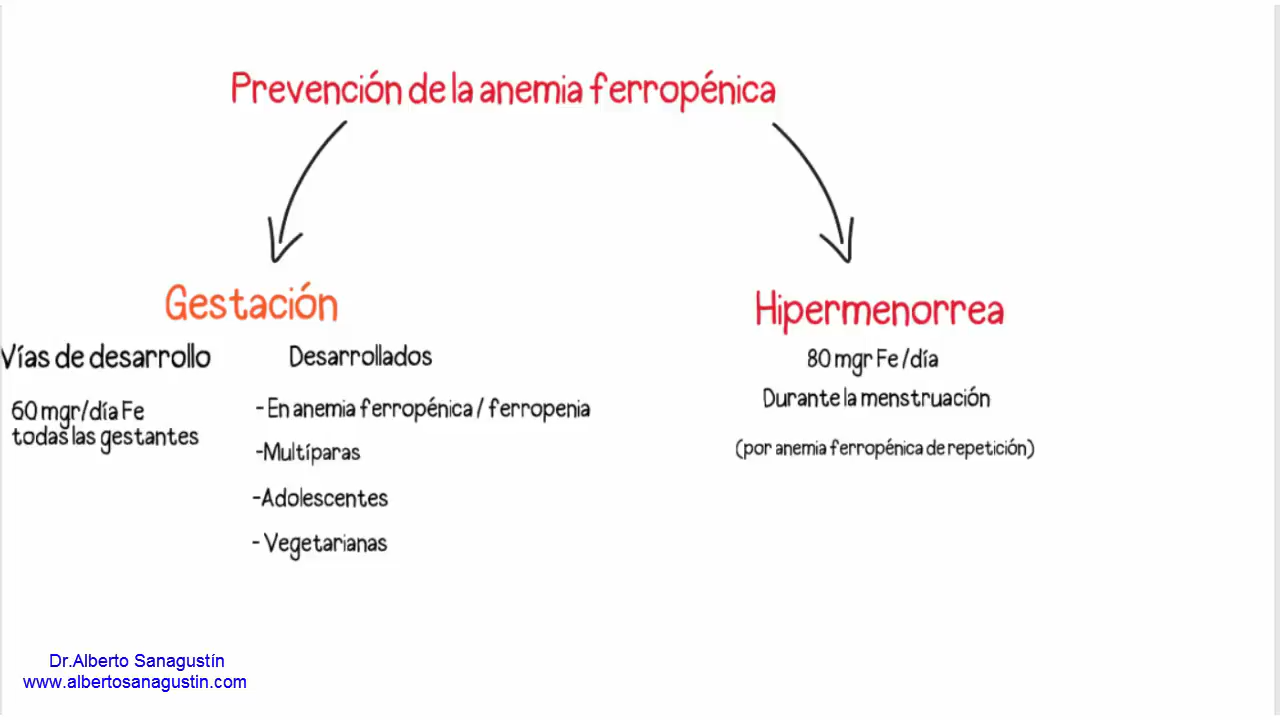 Prevención de la anemia ferropénica
Gestación
Vías de desarrollo
60 mgr/día Fe
todas las gestantes
Desarrollados
- En anemia ferropénica / ferropenia
-Multíparas
-Adolescentes
- Vegetarianas
Hipermenorrea
80 mgr Fe /día
Durante la menstruación
(por anemia ferropénica de repetición)
Dr.Alberto Sanagustín
www.albertosanagustin.com